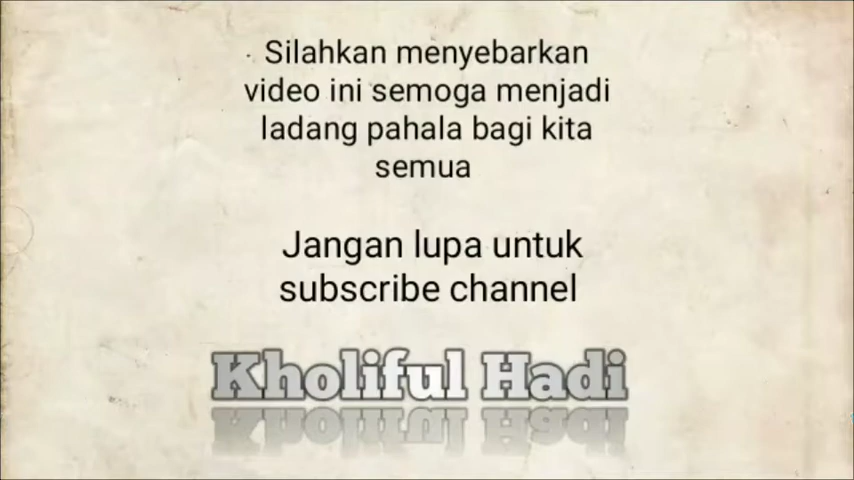 Silahkan menyebarkan
video ini semoga menjadi
ladang pahala bagi kita
semua
Jangan lupa untuk
subscribe channel
Kholiful Hadi